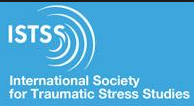 ISTSS
International Society
for Traumatic Stress Studies